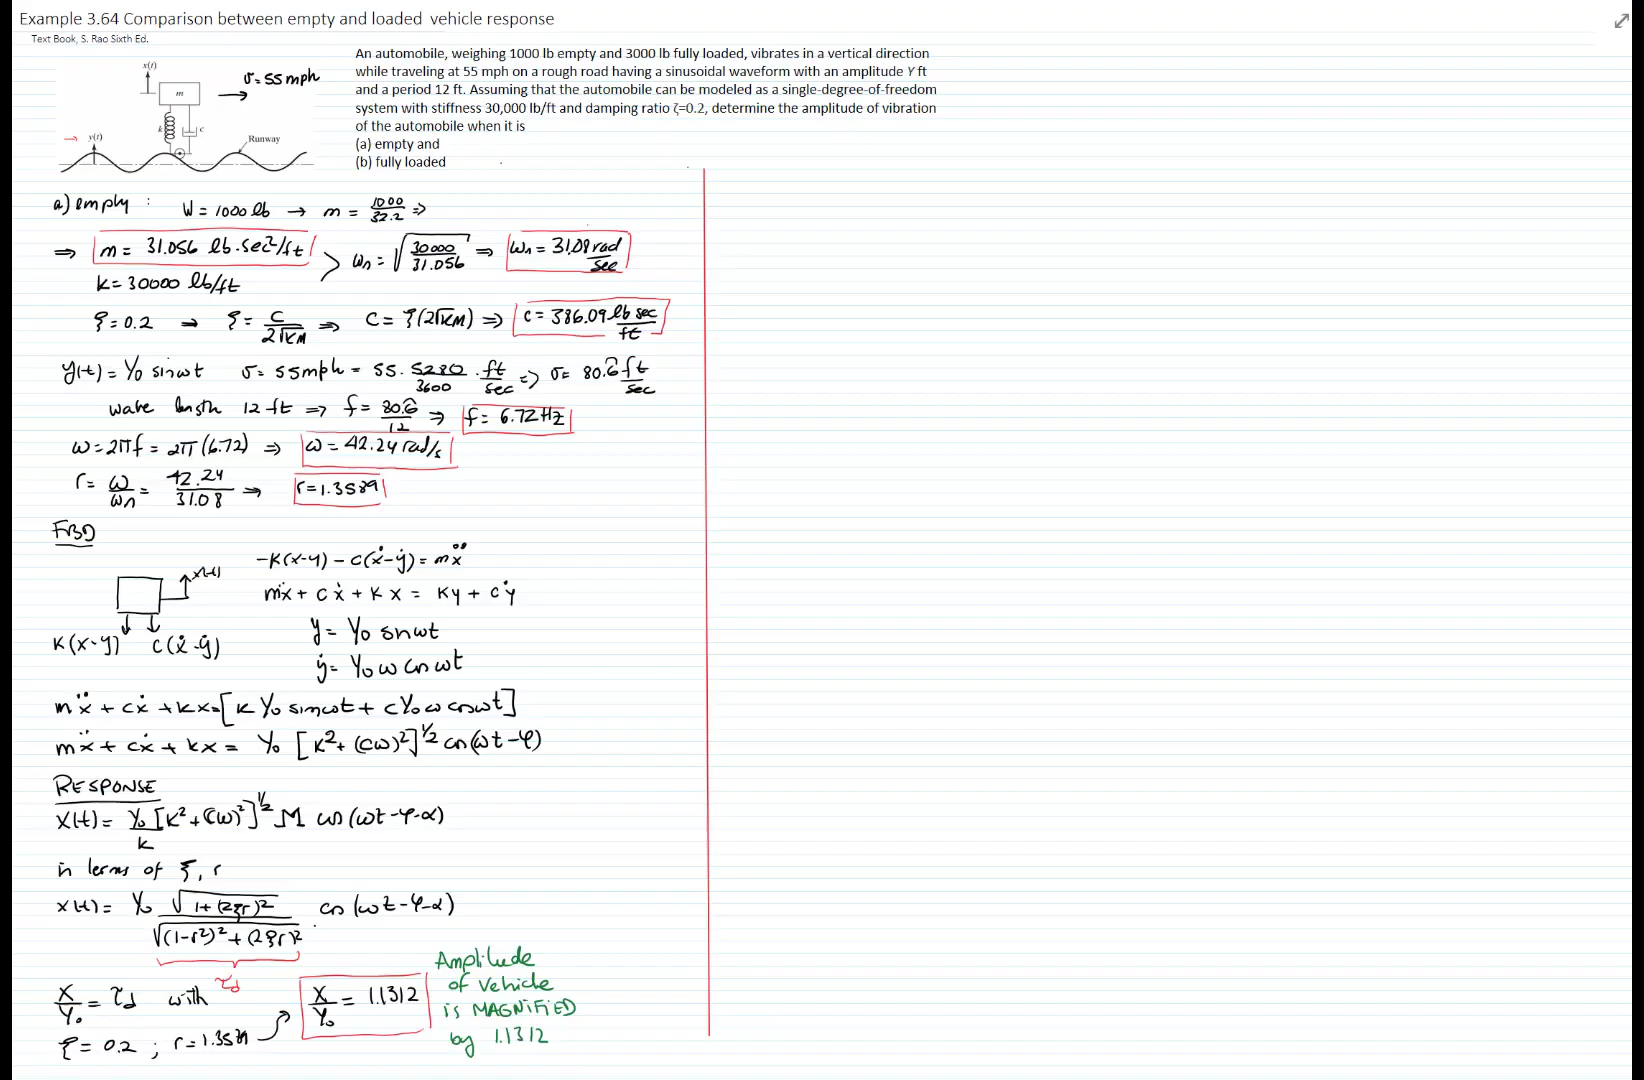 Example 3.64 Comparison between empty and loaded vehicle response
Text Book, S. Rao Sixth Ed.
An automobile, weighing 1000 lb empty and 3000 lb fully loaded, vibrates in a vertical direction
while traveling at 55 mph on a rough road having a sinusoidal waveform with an amplitude Y ft
and a period 12 ft. Assuming that the automobile can be modeled as a single-degree-of-freedom
system with stiffness 30,000 lb/ft and damping ratio ζ=0.2, determine the amplitude of vibration
of the automobile when it is
(a) empty and
(b) fully loaded
x(t)
v = 55 mph
m
k
c
y(t)
Runway
a) empty : W = 1000 lb → m = 1000/32.2 ⇒
⇒ m = 31.056 lb·sec²/ft > ωn = √(30000/31.056) ⇒ ωn = 31.08 rad/sec
k = 30000 lb/ft
ξ = 0.2 → ξ = c/2√km ⇒ c = ξ(2√km) ⇒ c = 386.09 lb sec/ft
y(t) = Y₀ sin ωt v = 55 mph = 55 · 5280/3600 · ft/sec ⇒ v = 80.6̂ ft/sec
wave length 12 ft ⇒ f = 80.6̂/12 ⇒ f = 6.72 Hz
ω = 2πf = 2π(6.72) ⇒ ω = 42.24 rad/s
r = ω/ωn = 42.24/31.08 ⇒ r = 1.3589
FBD
-k(x-y) - c(ẋ-ẏ) = mẍ
x(t)
mẍ + cẋ + kx = ky + cẏ
k(x-y) c(ẋ-ẏ)
y = Y₀ sin ωt
ẏ = Y₀ ω cos ωt
mẍ + cẋ + kx = [k Y₀ sin ωt + c Y₀ ω cos ωt]
mẍ + cẋ + kx = Y₀ [k² + (cω)²]^1/2 cos(ωt - φ)
RESPONSE
x(t) = Y₀/k [k² + (cω)²]^1/2 M cos (ωt - φ - α)
in terms of ξ, r
x(t) = Y₀ √(1 + (2ξr)²) / √((1-r²)² + (2ξr)²) cos (ωt - φ - α)
τd
X/Y₀ = τd with
ξ = 0.2 ; r = 1.3589
X/Y₀ = 1.1312
Amplitude
of vehicle
is MAGNIFIED
by 1.1312